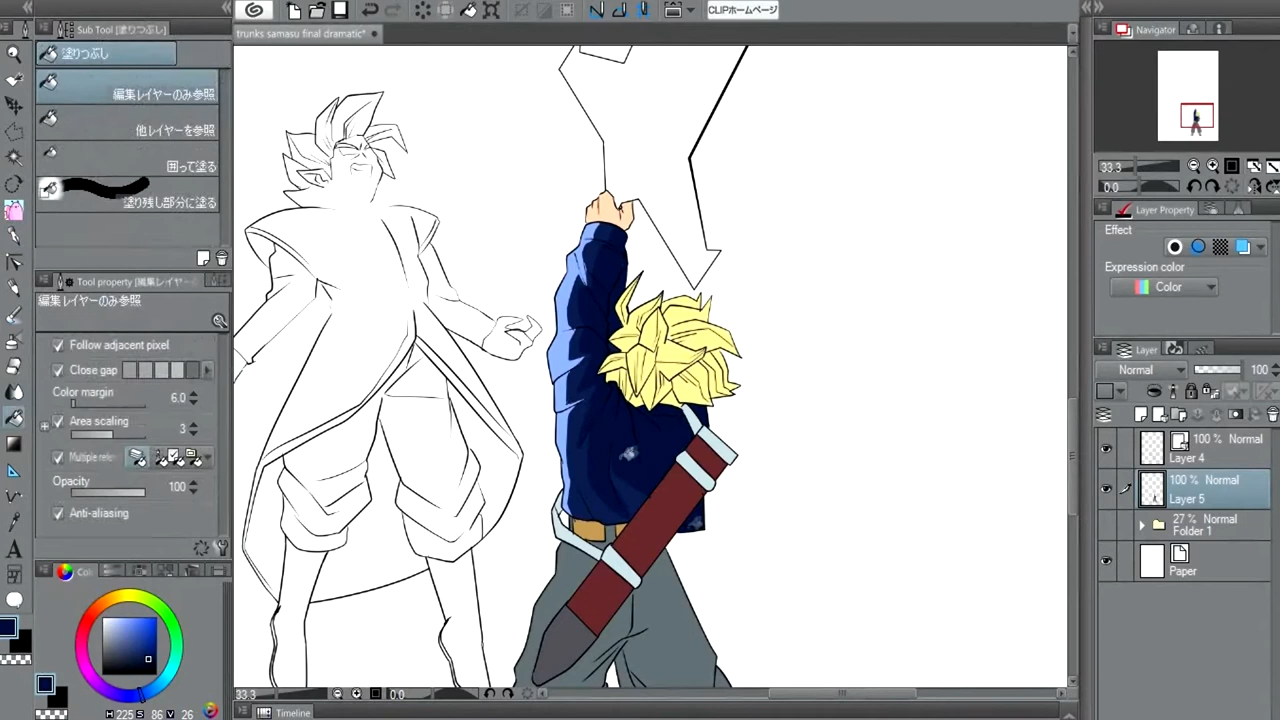 CLIPホームページ
Sub Tool [塗りつぶし]
trunks samasu final dramatic*
Navigator
塗りつぶし
編集レイヤーのみ参照
他レイヤーを参照
囲って塗る
塗り残し部分に塗る
33.3
0.0
Layer Property
Effect
Expression color
Color
Tool property [編集レイヤー
編集レイヤーのみ参照
Follow adjacent pixel
Close gap
Color margin
6.0
Area scaling
3
Multiple refe
Opacity
100
Anti-aliasing
Layer
Normal
100
100 % Normal
Layer 4
100 % Normal
Layer 5
27 % Normal
Folder 1
Paper
Col
H 225 S 86 V 26
33.3
0.0
Timeline